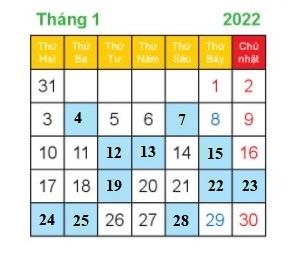 Tháng 1 2022
Thứ Hai Thứ Ba Thứ Tư Thứ Năm Thứ Sáu Thứ Bảy Chủ nhật
31 1 2
3 4 5 6 7 8 9
10 11 12 13 14 15 16
17 18 19 20 21 22 23
24 25 26 27 28 29 30